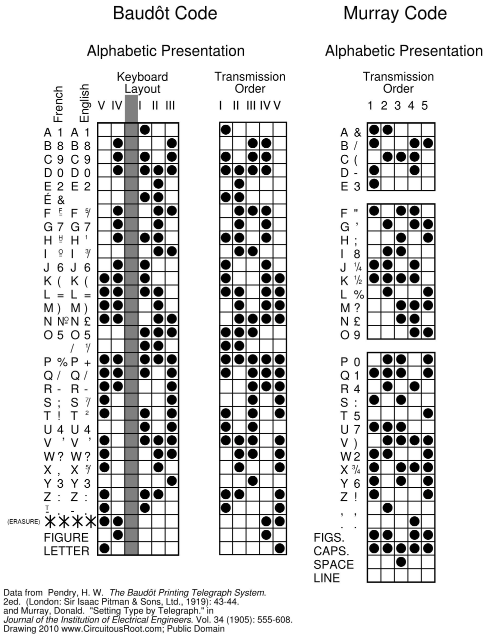 Baudôt Code Murray Code
Alphabetic Presentation Alphabetic Presentation
Keyboard Layout Transmission Order Transmission Order
French English V IV I II III I II III IV V 1 2 3 4 5
A 1 A 1 A &
B 8 B 8 B /
C 9 C 9 C (
D 0 D 0 D -
E 2 E 2 E 3
É &
F F F "
G 7 G 7 G '
H H H ;
I I I 8
J 6 J 6 J ¼
K ( K ( K ½
L = L = L %
M ) M ) M ?
N Nº N £ N £
O 5 O 5 O 9
/
P % P + P 0
Q / Q / Q 1
R - R - R 4
S ; S S :
T ! T ² T 5
U 4 U 4 U 7
V ' V ' V )
W ? W ? W 2
X , X X ¾
Y 3 Y 3 Y 6
Z : Z : Z !
. - . , ,
(ERASURE) . .
FIGURE FIGS.
LETTER CAPS.
SPACE
LINE
Data from Pendry, H. W. The Baudôt Printing Telegraph System.
2ed. (London: Sir Isaac Pitman & Sons, Ltd., 1919): 43-44.
and Murray, Donald. "Setting Type by Telegraph." in
Journal of the Institution of Electrical Engineers. Vol. 34 (1905): 555-608.
Drawing 2010 www.CircuitousRoot.com; Public Domain